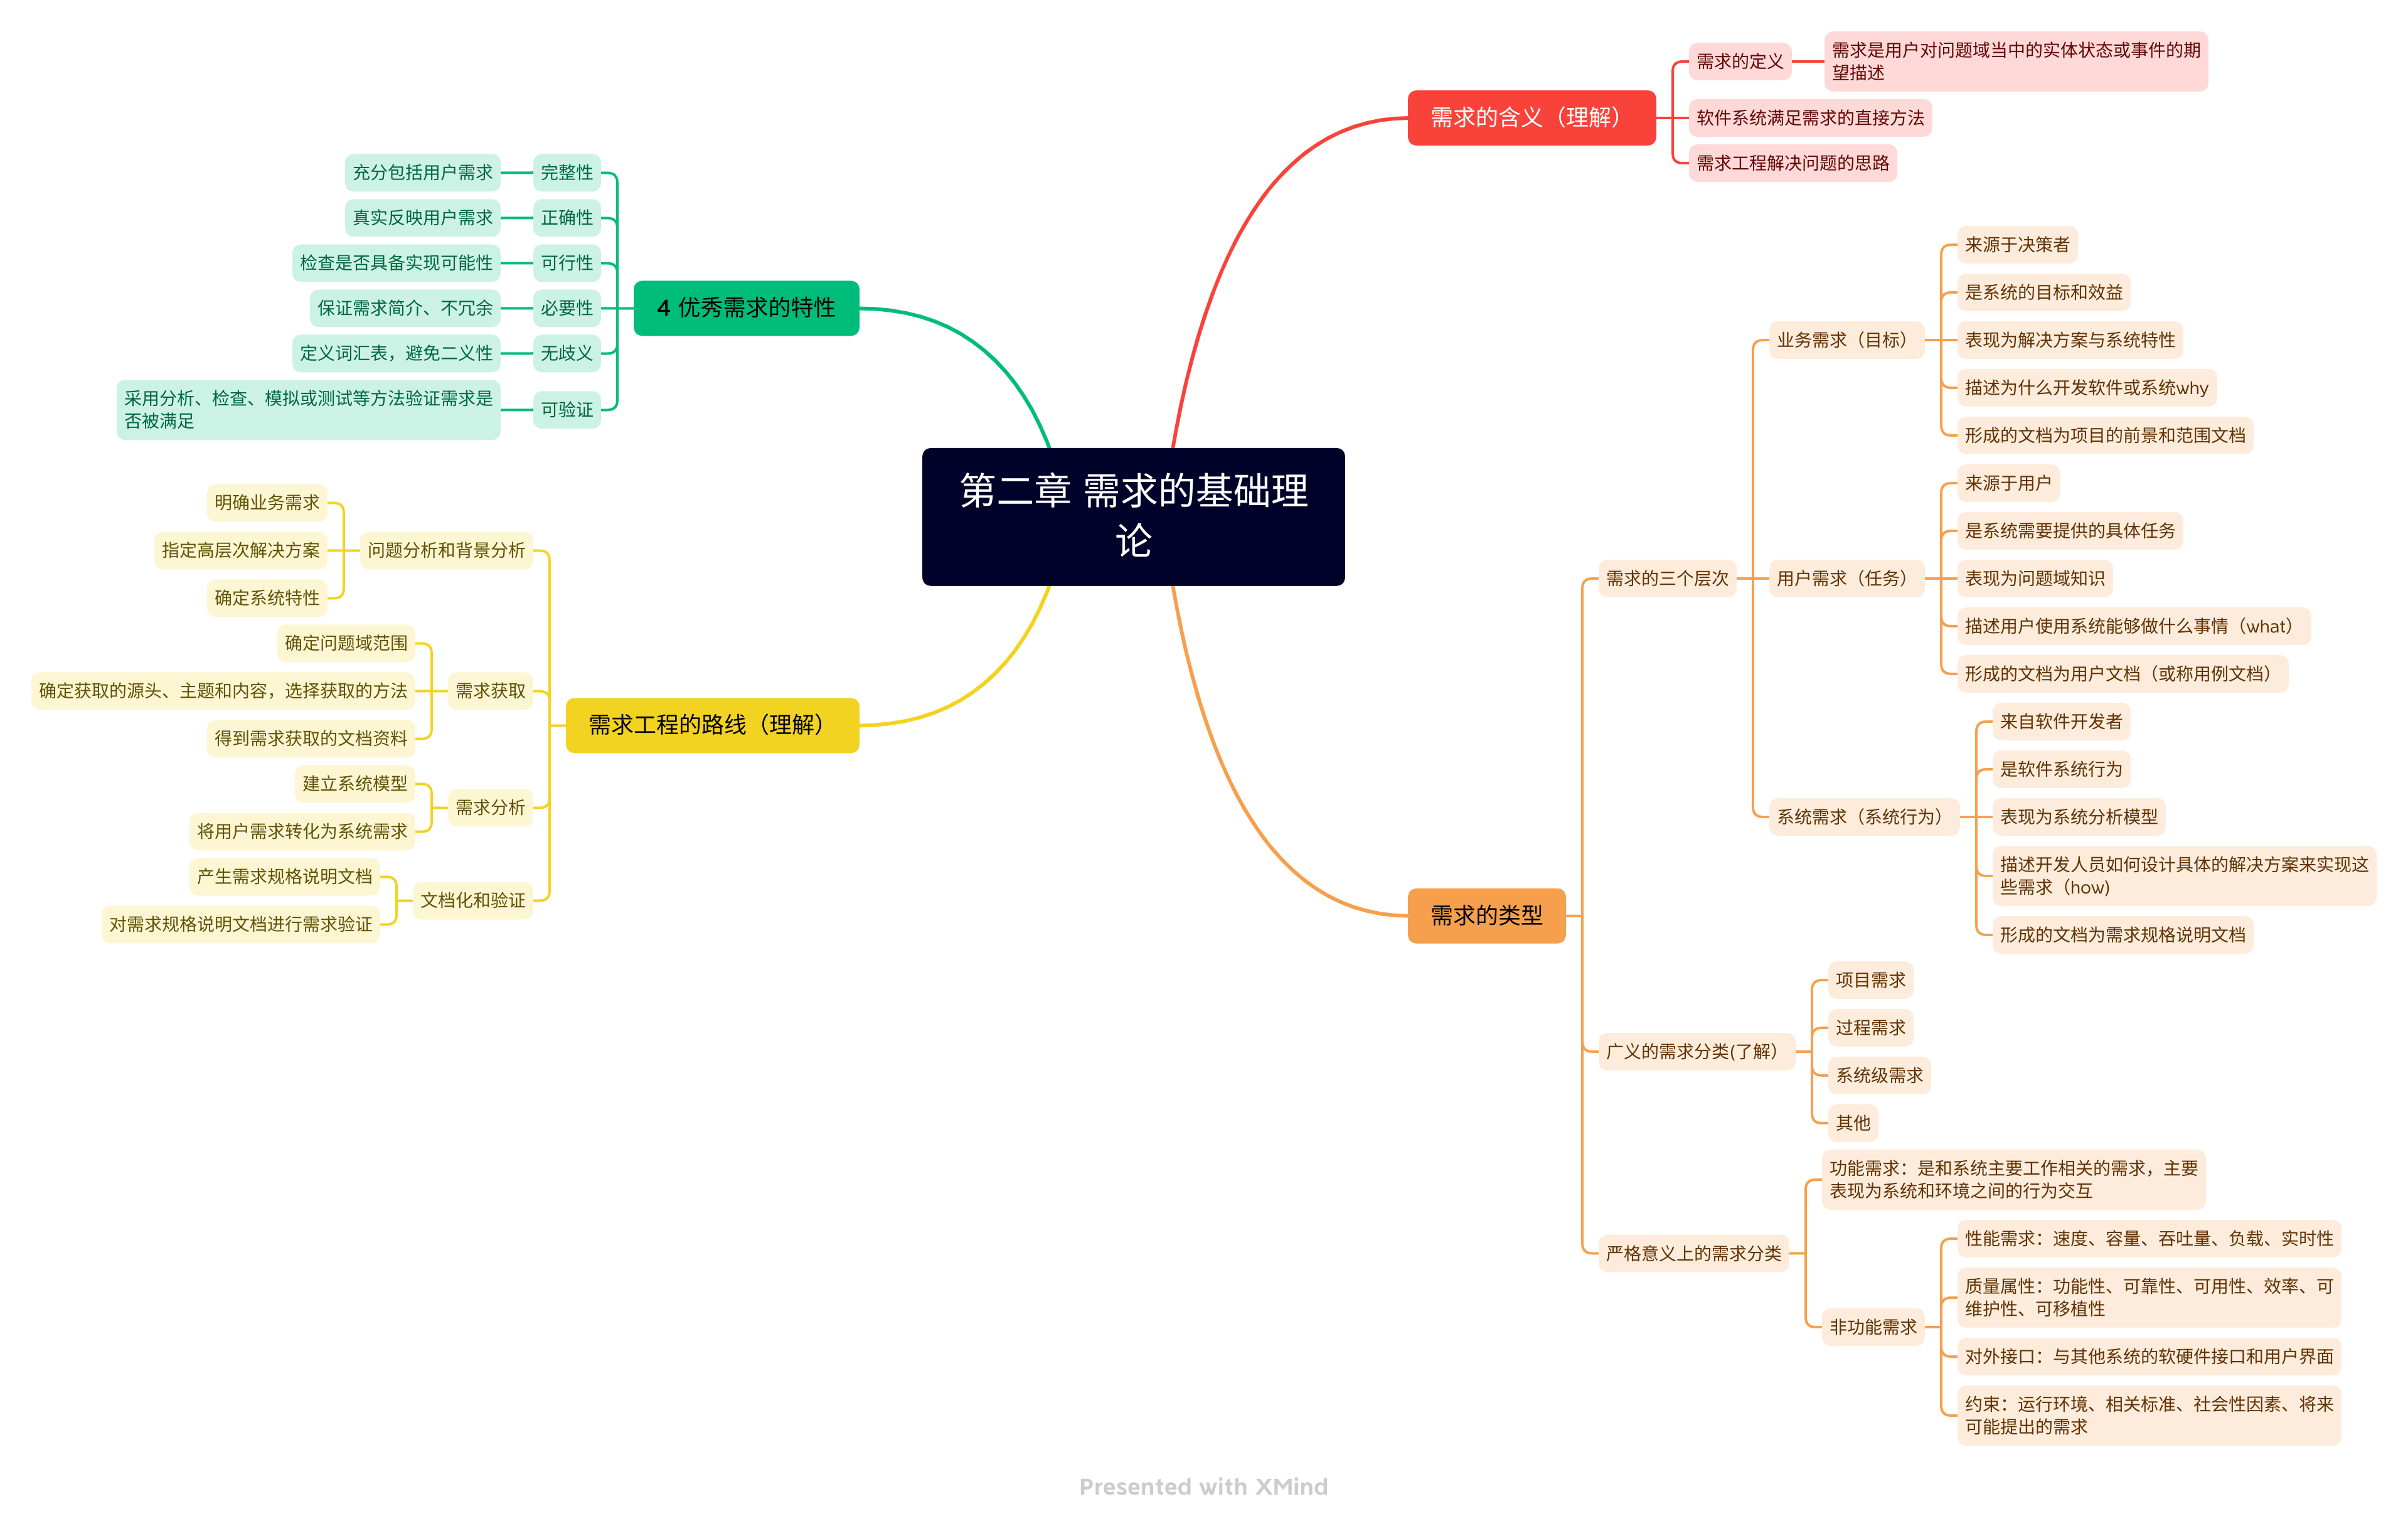 第二章 需求的基础理
论
需求的含义（理解）
需求的定义
需求是用户对问题域当中的实体状态或事件的期
望描述
软件系统满足需求的直接方法
需求工程解决问题的思路
需求的类型
需求的三个层次
业务需求（目标）
来源于决策者
是系统的目标和效益
表现为解决方案与系统特性
描述为什么开发软件或系统why
形成的文档为项目的前景和范围文档
用户需求（任务）
来源于用户
是系统需要提供的具体任务
表现为问题域知识
描述用户使用系统能够做什么事情（what）
形成的文档为用户文档（或称用例文档）
系统需求（系统行为）
来自软件开发者
是软件系统行为
表现为系统分析模型
描述开发人员如何设计具体的解决方案来实现这
些需求（how)
形成的文档为需求规格说明文档
广义的需求分类(了解）
项目需求
过程需求
系统级需求
其他
严格意义上的需求分类
功能需求：是和系统主要工作相关的需求，主要
表现为系统和环境之间的行为交互
非功能需求
性能需求：速度、容量、吞吐量、负载、实时性
质量属性：功能性、可靠性、可用性、效率、可
维护性、可移植性
对外接口：与其他系统的软硬件接口和用户界面
约束：运行环境、相关标准、社会性因素、将来
可能提出的需求
需求工程的路线（理解）
问题分析和背景分析
明确业务需求
指定高层次解决方案
确定系统特性
需求获取
确定问题域范围
确定获取的源头、主题和内容，选择获取的方法
得到需求获取的文档资料
需求分析
建立系统模型
将用户需求转化为系统需求
文档化和验证
产生需求规格说明文档
对需求规格说明文档进行需求验证
4 优秀需求的特性
完整性
充分包括用户需求
正确性
真实反映用户需求
可行性
检查是否具备实现可能性
必要性
保证需求简介、不冗余
无歧义
定义词汇表，避免二义性
可验证
采用分析、检查、模拟或测试等方法验证需求是
否被满足
Presented with XMind